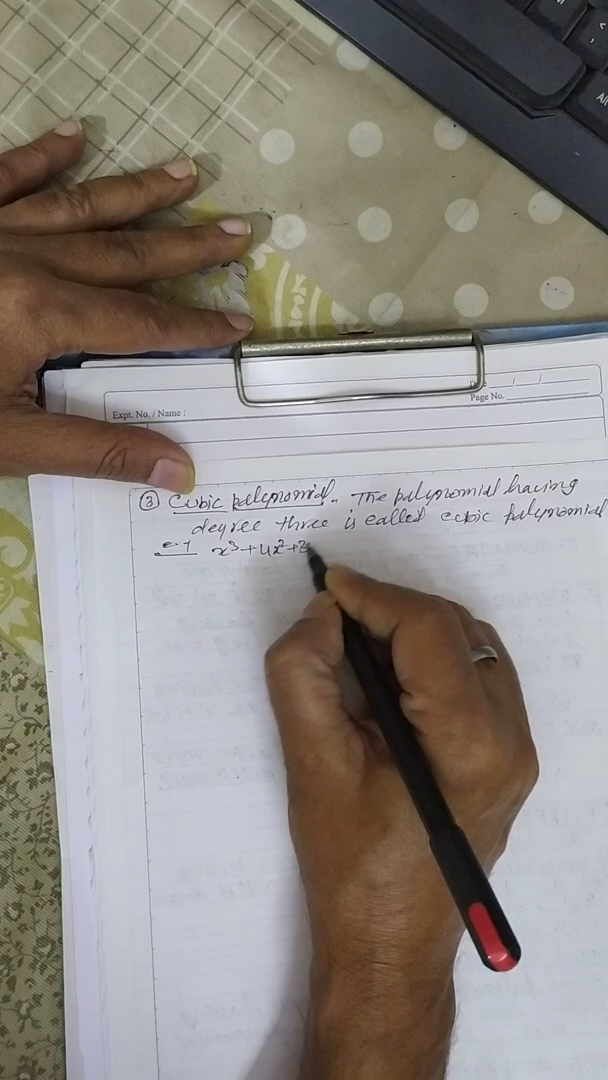 Expt. No. / Name :
Page No.
③ Cubic polynomial. The polynomial having
degree three is called cubic polynomial
e.g x³+4x²+3